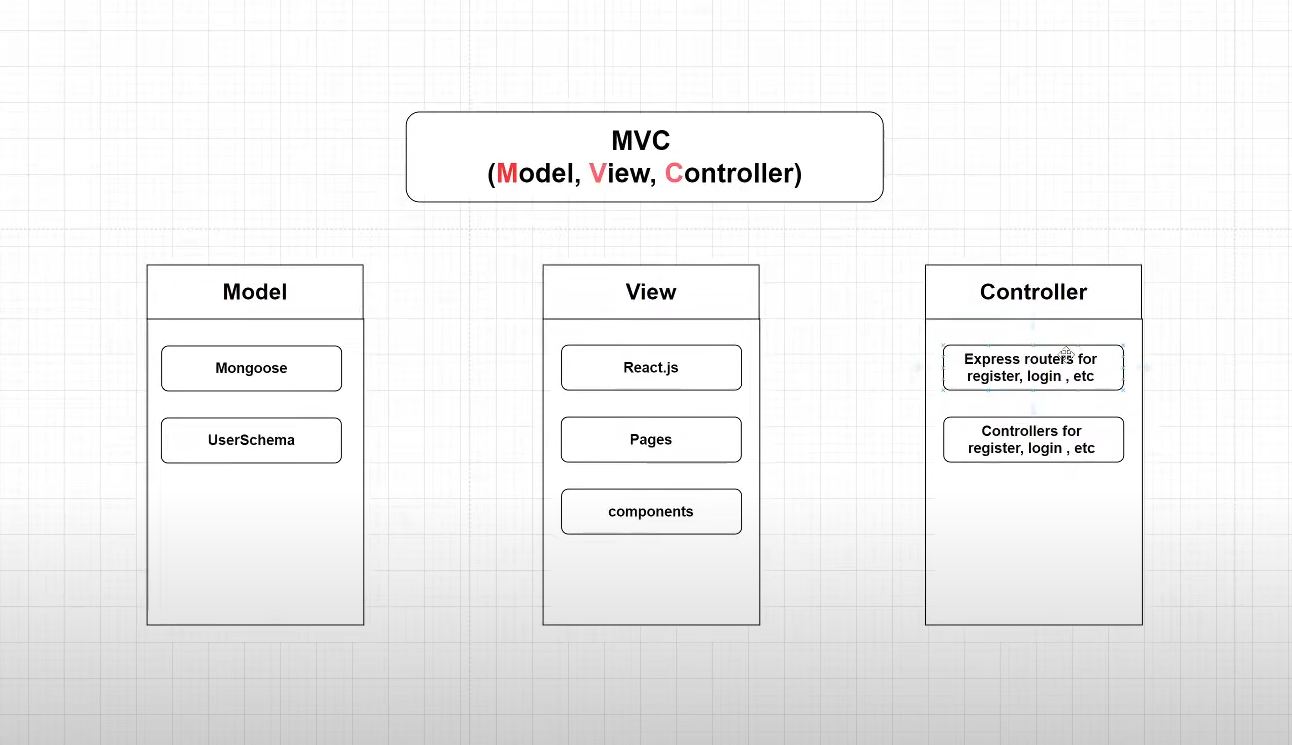 MVC
(Model, View, Controller)
Model
Mongoose
UserSchema
View
React.js
Pages
components
Controller
Express routers for
register, login , etc
Controllers for
register, login , etc